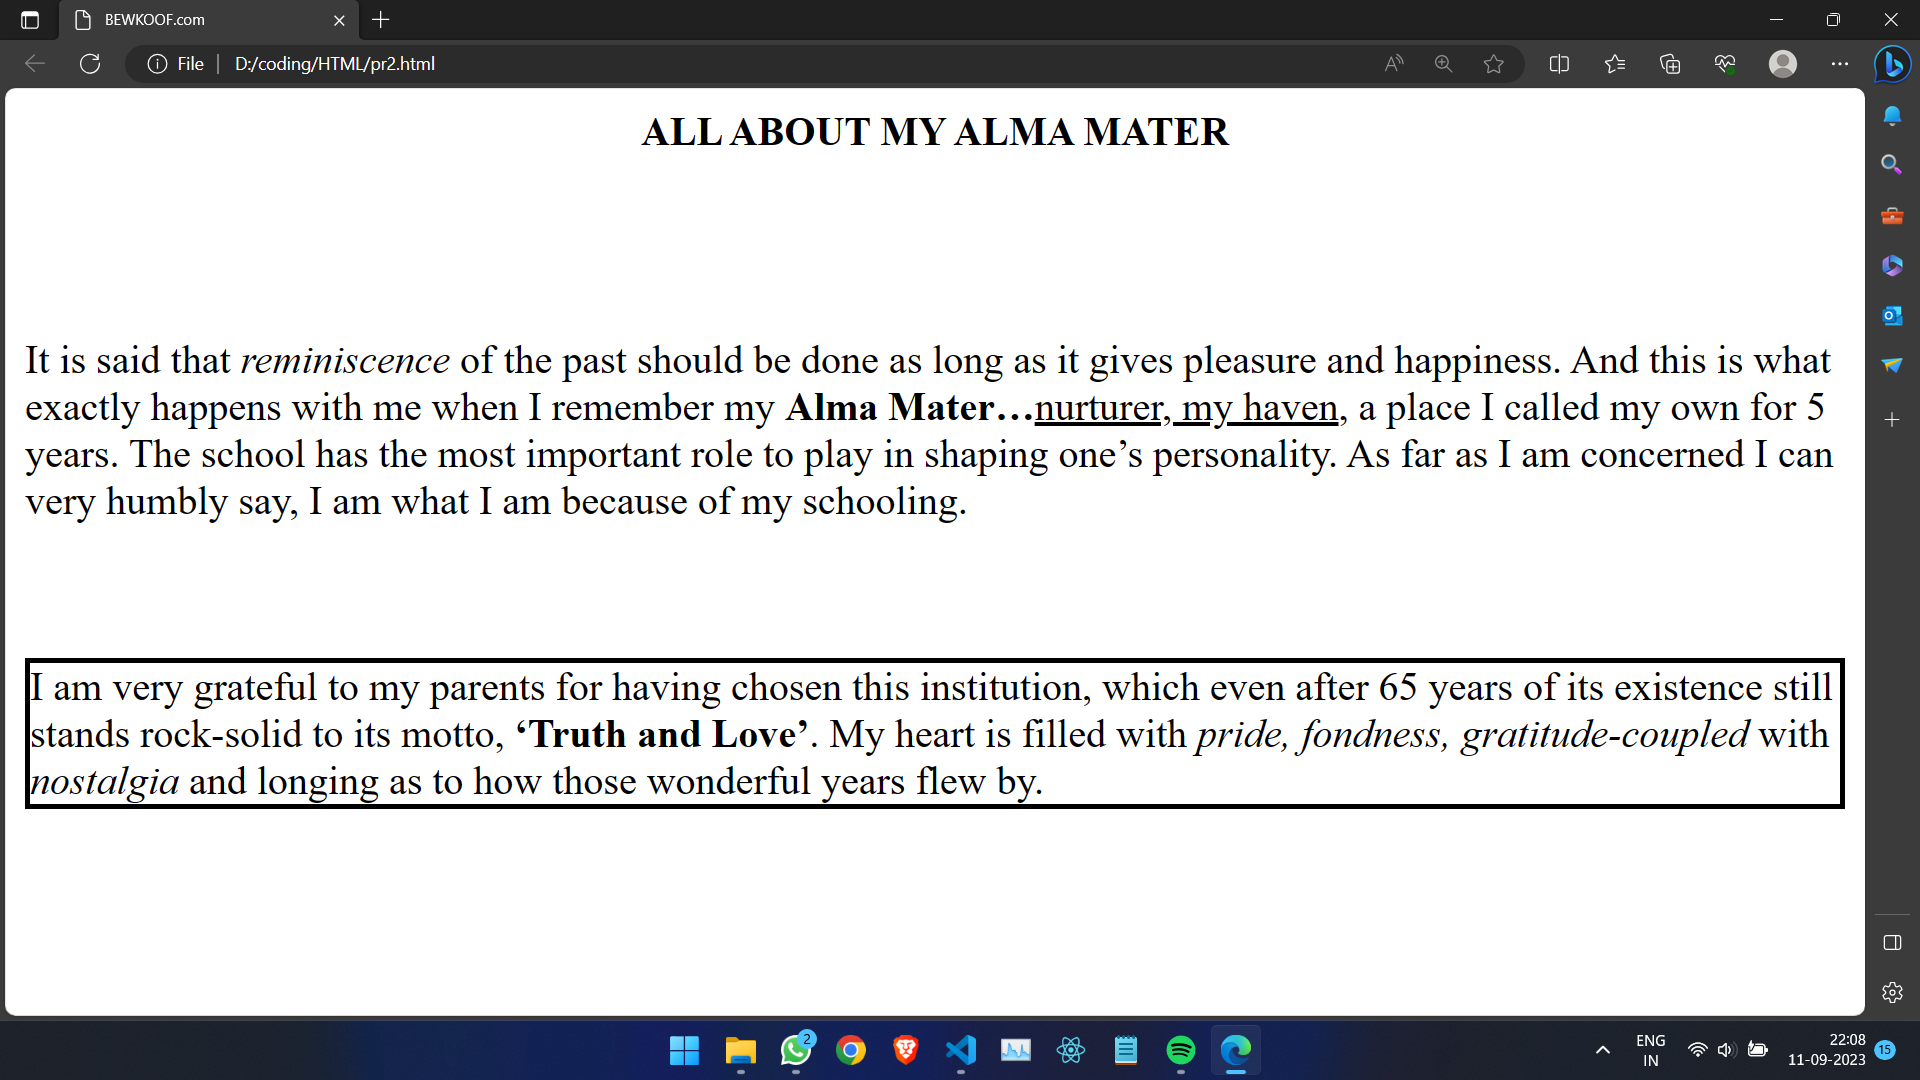 BEWKOOF.com
File
D:/coding/HTML/pr2.html
ALL ABOUT MY ALMA MATER
It is said that reminiscence of the past should be done as long as it gives pleasure and happiness. And this is what
exactly happens with me when I remember my Alma Mater…nurturer, my haven, a place I called my own for 5
years. The school has the most important role to play in shaping one’s personality. As far as I am concerned I can
very humbly say, I am what I am because of my schooling.
I am very grateful to my parents for having chosen this institution, which even after 65 years of its existence still
stands rock-solid to its motto, ‘Truth and Love’. My heart is filled with pride, fondness, gratitude-coupled with
nostalgia and longing as to how those wonderful years flew by.
2
ENG
IN
22:08
11-09-2023
15